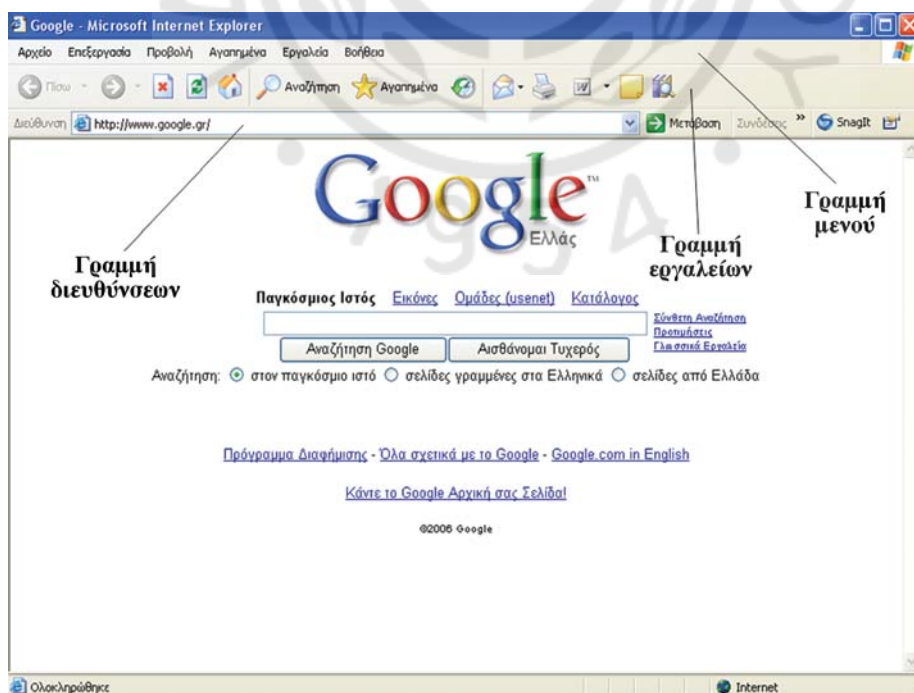 Google - Microsoft Internet Explorer
Αρχείο Επεξεργασία Προβολή Αγαπημένα Εργαλεία Βοήθεια
Πίσω Αναζήτηση Αγαπημένα
Διεύθυνση http://www.google.gr/ Μετάβαση Συνδέσεις » SnagIt
Google™
Ελλάς
Γραμμή
μενού
Γραμμή
εργαλείων
Γραμμή
διευθύνσεων
Παγκόσμιος Ιστός Εικόνες Ομάδες (usenet) Κατάλογος
Σύνθετη Αναζήτηση
Προτιμήσεις
Γλωσσικά Εργαλεία
Αναζήτηση Google Αισθάνομαι Τυχερός
Αναζήτηση: στον παγκόσμιο ιστό σελίδες γραμμένες στα Ελληνικά σελίδες από Ελλάδα
Πρόγραμμα Διαφήμισης - Όλα σχετικά με το Google - Google.com in English
Κάντε το Google Αρχική σας Σελίδα!
©2006 Google
Ολοκληρώθηκε Internet